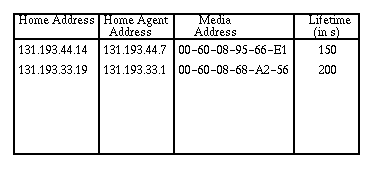 Home Address Home Agent Address Media Address Lifetime (in s)
131.193.44.14 131.193.44.7 00-60-08-95-66-E1 150
131.193.33.19 131.193.33.1 00-60-08-68-A2-56 200